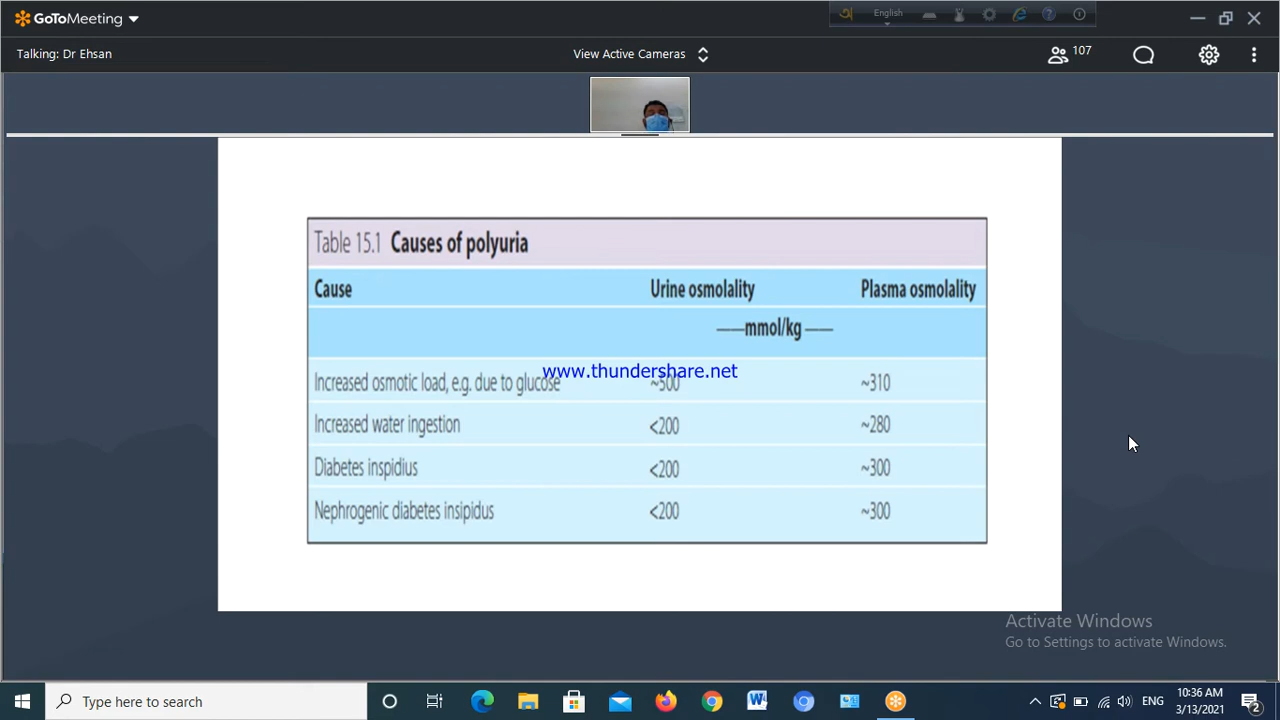 GoToMeeting
English
Talking: Dr Ehsan
View Active Cameras
107
Table 15.1 Causes of polyuria
Cause Urine osmolality Plasma osmolality
mmol/kg
www.thundershare.net
Increased osmotic load, e.g. due to glucose ~500 ~310
Increased water ingestion <200 ~280
Diabetes inspidius <200 ~300
Nephrogenic diabetes insipidus <200 ~300
Activate Windows
Go to Settings to activate Windows.
Type here to search
ENG
10:36 AM
3/13/2021
2